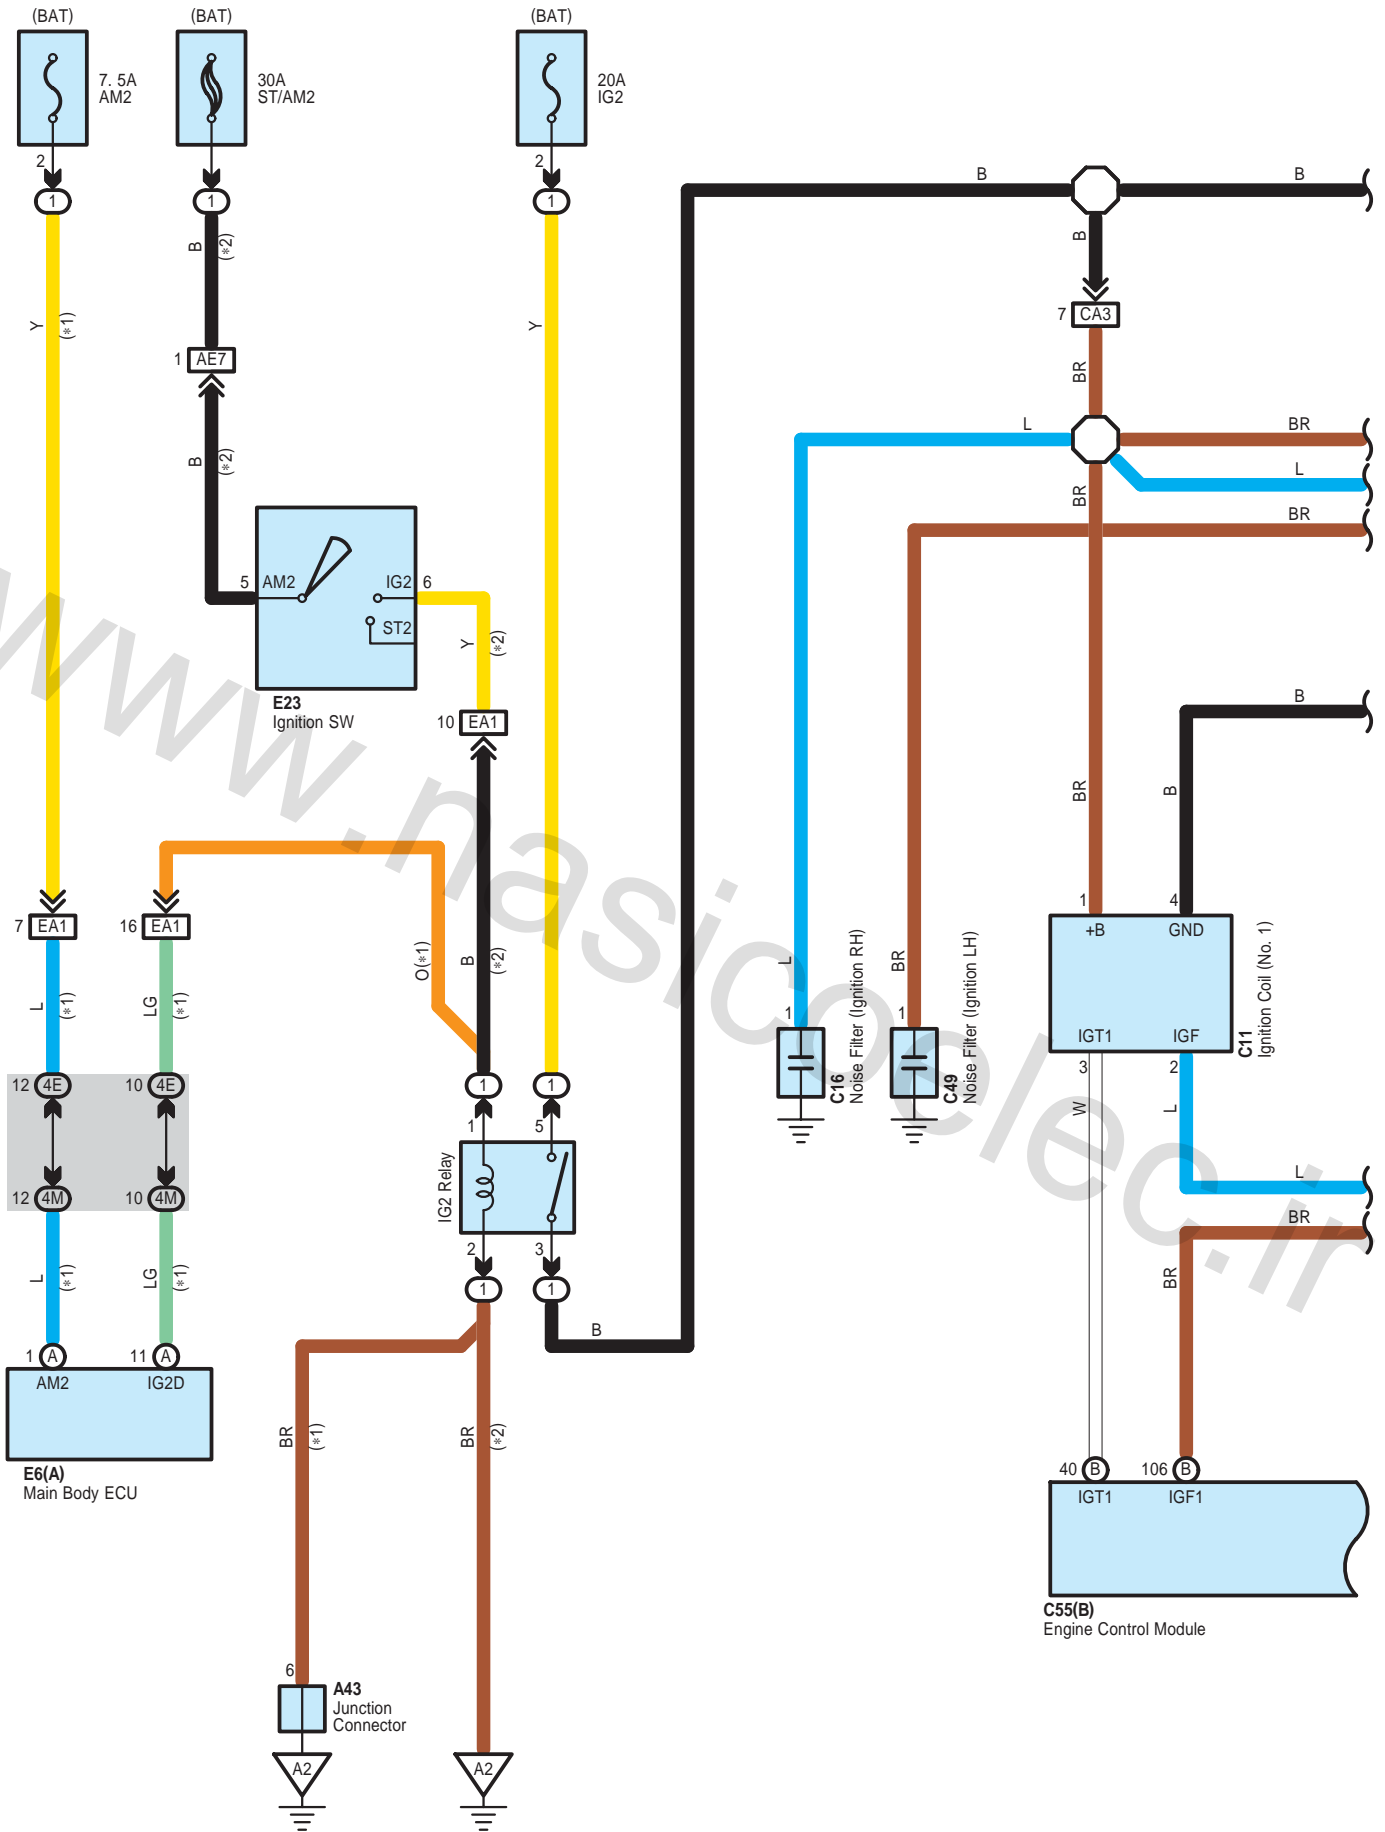 (BAT)
(BAT)
(BAT)
7. 5A
AM2
30A
ST/AM2
20A
IG2
2
2
1
1
1
B
B
B
(*2)
B
Y
(*1)
Y
7 CA3
1 AE7
BR
B
(*2)
L
BR
L
BR
BR
5 AM2
IG2 6
ST2
Y
(*2)
E23
Ignition SW
10 EA1
B
BR
B
1
4
+B
GND
IGT1
IGF
3
2
C11
Ignition Coil (No. 1)
7 EA1
16 EA1
O(*1)
B
(*2)
L
(*1)
LG
(*1)
L
BR
1
1
C16
Noise Filter (Ignition RH)
C49
Noise Filter (Ignition LH)
12 4E
10 4E
1
1
1
5
IG2 Relay
W
L
12 4M
10 4M
2
3
1
1
L
BR
BR
L
(*1)
LG
(*1)
B
1 A
11 A
AM2
IG2D
E6(A)
Main Body ECU
BR
(*1)
BR
(*2)
40 B
106 B
IGT1
IGF1
C55(B)
Engine Control Module
6
A43
Junction
Connector
A2
A2
www.nasicoelec.ir